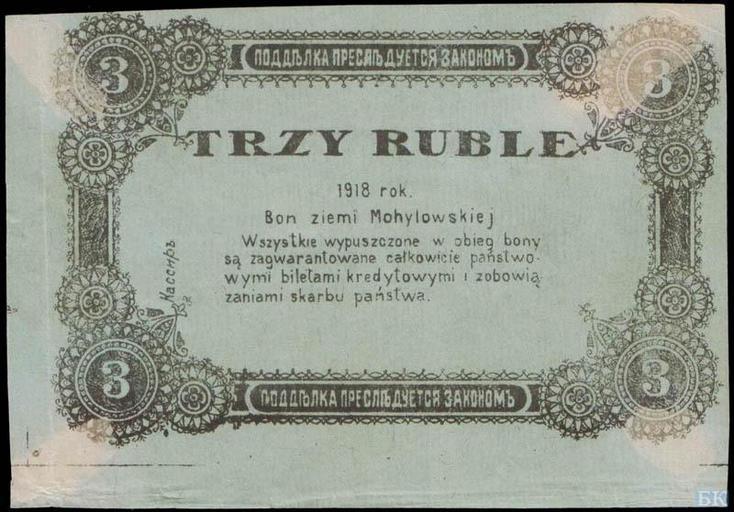 3
ПОДДѢЛКА ПРЕСЛѢДУЕТСЯ ЗАКОНОМЪ
3
TRZY RUBLE
1918 rok.
Bon ziemi Mohylowskiej
Wszystkie wypuszczone w obieg bony
są zagwarantowane całkowicie państwo-
wymi biletami kredytowymi i zobowią
zaniami skarbu państwa.
Кассиръ
3
ПОДДѢЛКА ПРЕСЛѢДУЕТСЯ ЗАКОНОМЪ
3
БК